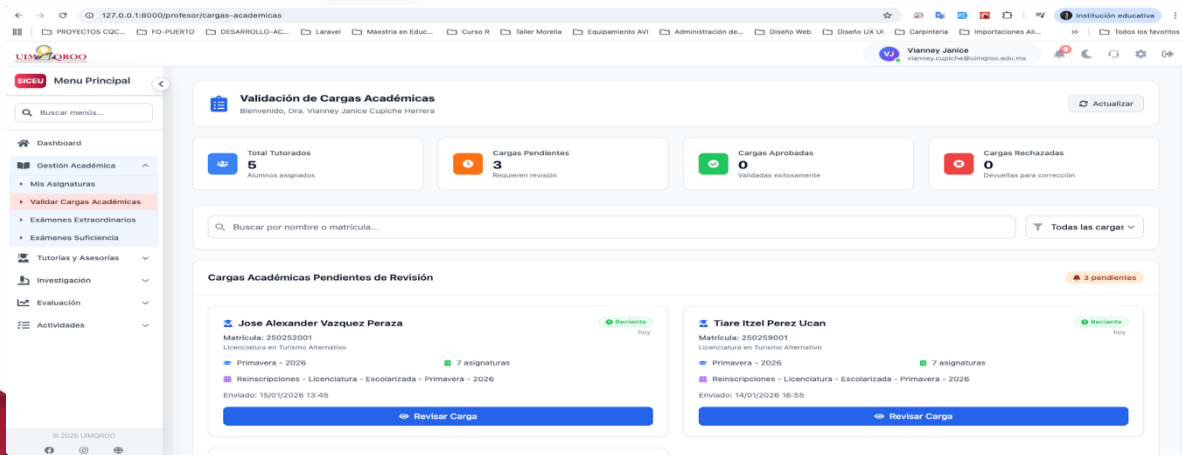 127.0.0.1:8000/profesor/cargas-academicas
Institución educativa
PROYECTOS CQC... FO-PUERTO DESARROLLO-AC... Laravel Maestria en Educ... Curso R Taller Morelia Equipamiento AVI Administración de... Diseño Web Diseño UX UI Carpinteria Importaciones Ali... Todos los favoritos
UIMQROO
VJ Vianney Janice
vianney.cupiche@uimqroo.edu.mx
SICEU Menu Principal
Buscar menús...
Dashboard
Gestión Académica
Mis Asignaturas
Validar Cargas Académicas
Exámenes Extraordinarios
Exámenes Suficiencia
Tutorías y Asesorías
Investigación
Evaluación
Actividades
© 2026 UIMQROO
Validación de Cargas Académicas
Bienvenido, Dra. Vianney Janice Cupiche Herrera
Actualizar
Total Tutorados
5
Alumnos asignados
Cargas Pendientes
3
Requieren revisión
Cargas Aprobadas
0
Validadas exitosamente
Cargas Rechazadas
0
Devueltas para corrección
Buscar por nombre o matrícula...
Todas las cargas
Cargas Académicas Pendientes de Revisión
3 pendientes
Jose Alexander Vazquez Peraza
Reciente
hoy
Matrícula: 250252001
Licenciatura en Turismo Alternativo
Primavera - 2026 7 asignaturas
Reinscripciones - Licenciatura - Escolarizada - Primavera - 2026
Enviado: 15/01/2026 13:45
Revisar Carga
Tiare Itzel Perez Ucan
Reciente
hoy
Matrícula: 250259001
Licenciatura en Turismo Alternativo
Primavera - 2026 7 asignaturas
Reinscripciones - Licenciatura - Escolarizada - Primavera - 2026
Enviado: 14/01/2026 16:55
Revisar Carga